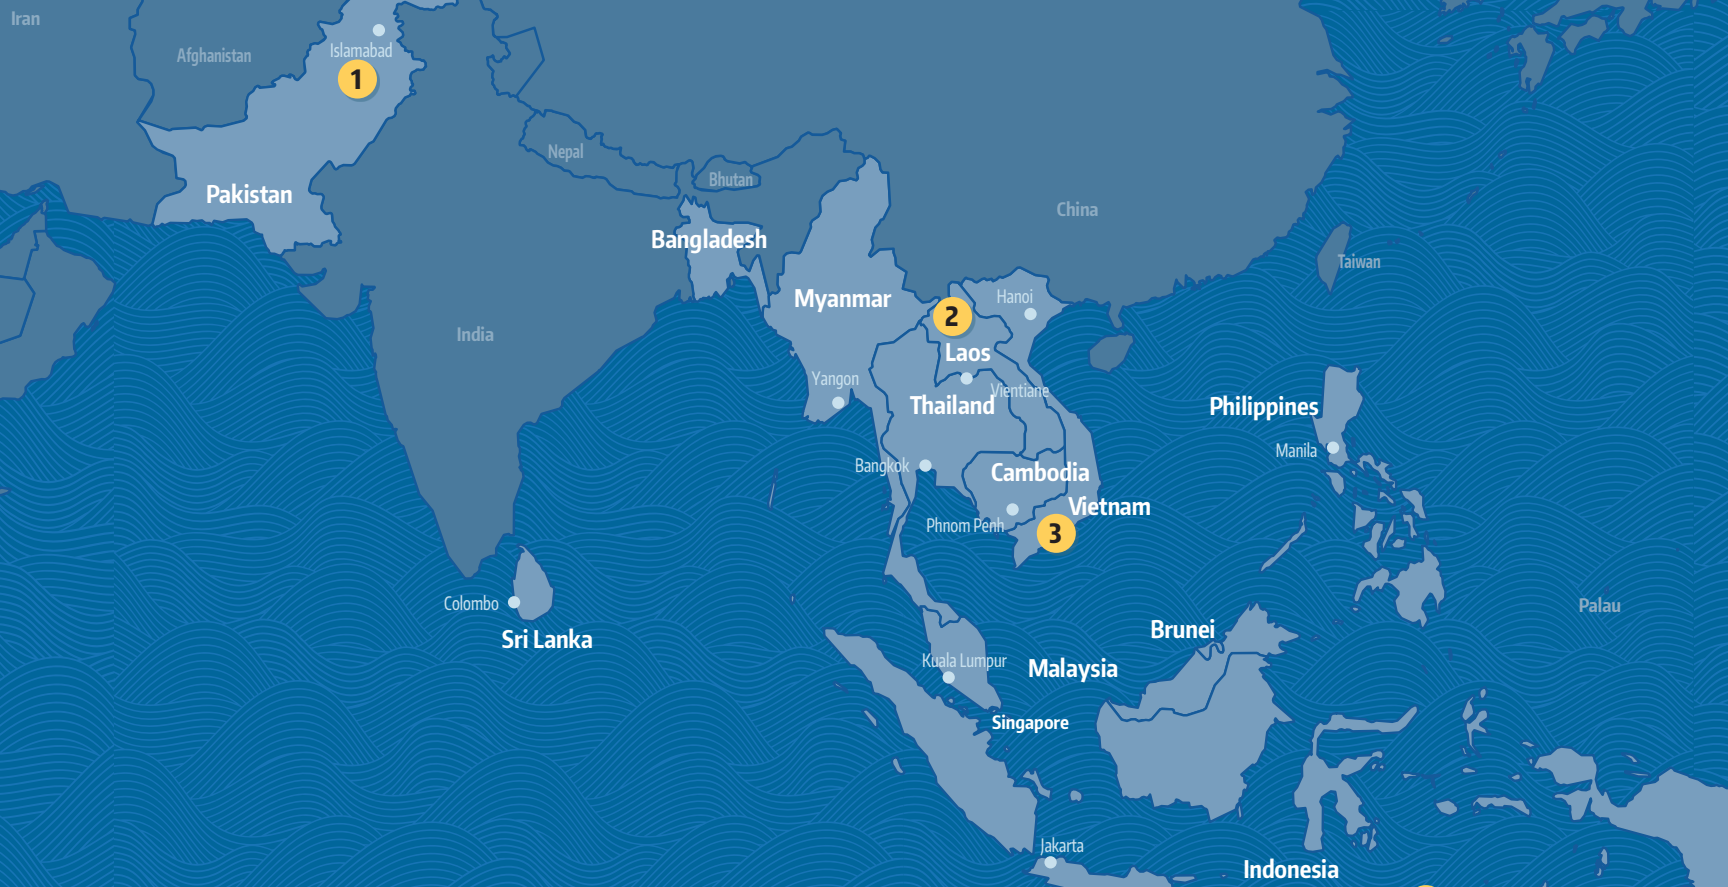 Iran
Afghanistan
Islamabad
1
Nepal
Bhutan
Pakistan
China
Bangladesh
Taiwan
Myanmar
Hanoi
2
India
Laos
Yangon
Vientiane
Thailand
Philippines
Manila
Bangkok
Cambodia
Vietnam
Phnom Penh
3
Colombo
Palau
Sri Lanka
Brunei
Kuala Lumpur
Malaysia
Singapore
Jakarta
Indonesia